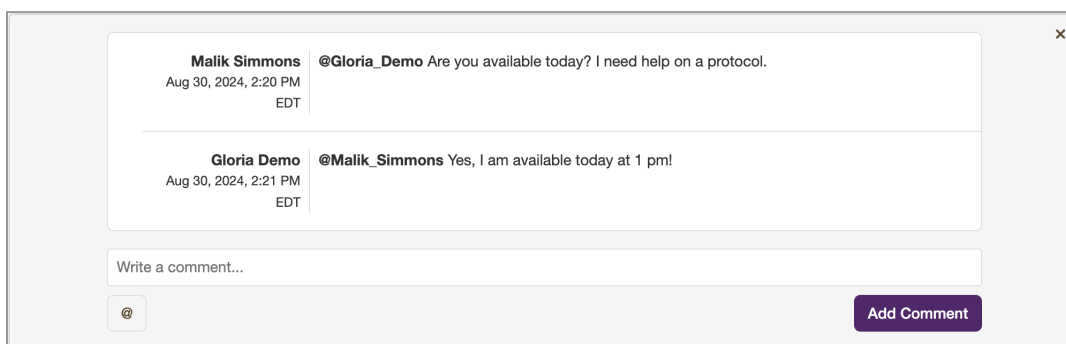 ×
Malik Simmons
@Gloria_Demo Are you available today? I need help on a protocol.
Aug 30, 2024, 2:20 PM
EDT
Gloria Demo
@Malik_Simmons Yes, I am available today at 1 pm!
Aug 30, 2024, 2:21 PM
EDT
Write a comment...
@
Add Comment